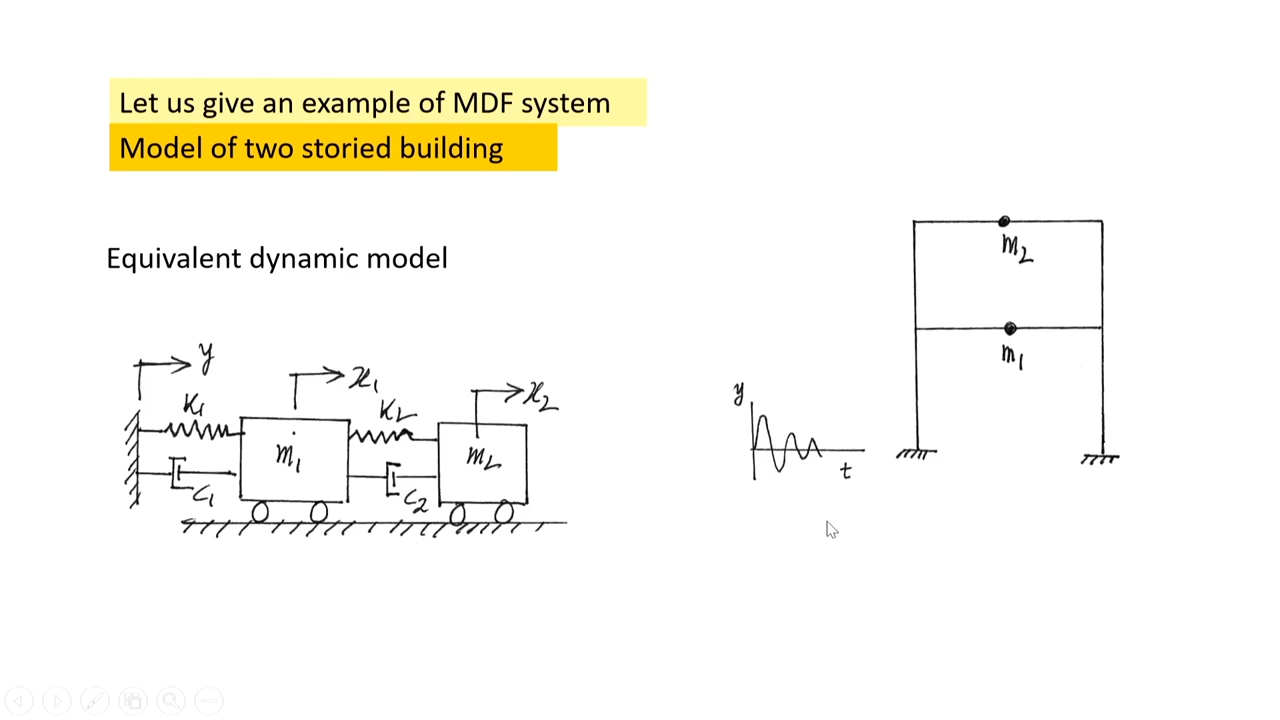 Let us give an example of MDF system
Model of two storied building
Equivalent dynamic model
y
x₁
x₂
K₁
K₂
m₁
m₂
C₁
C₂
m₂
m₁
y
t